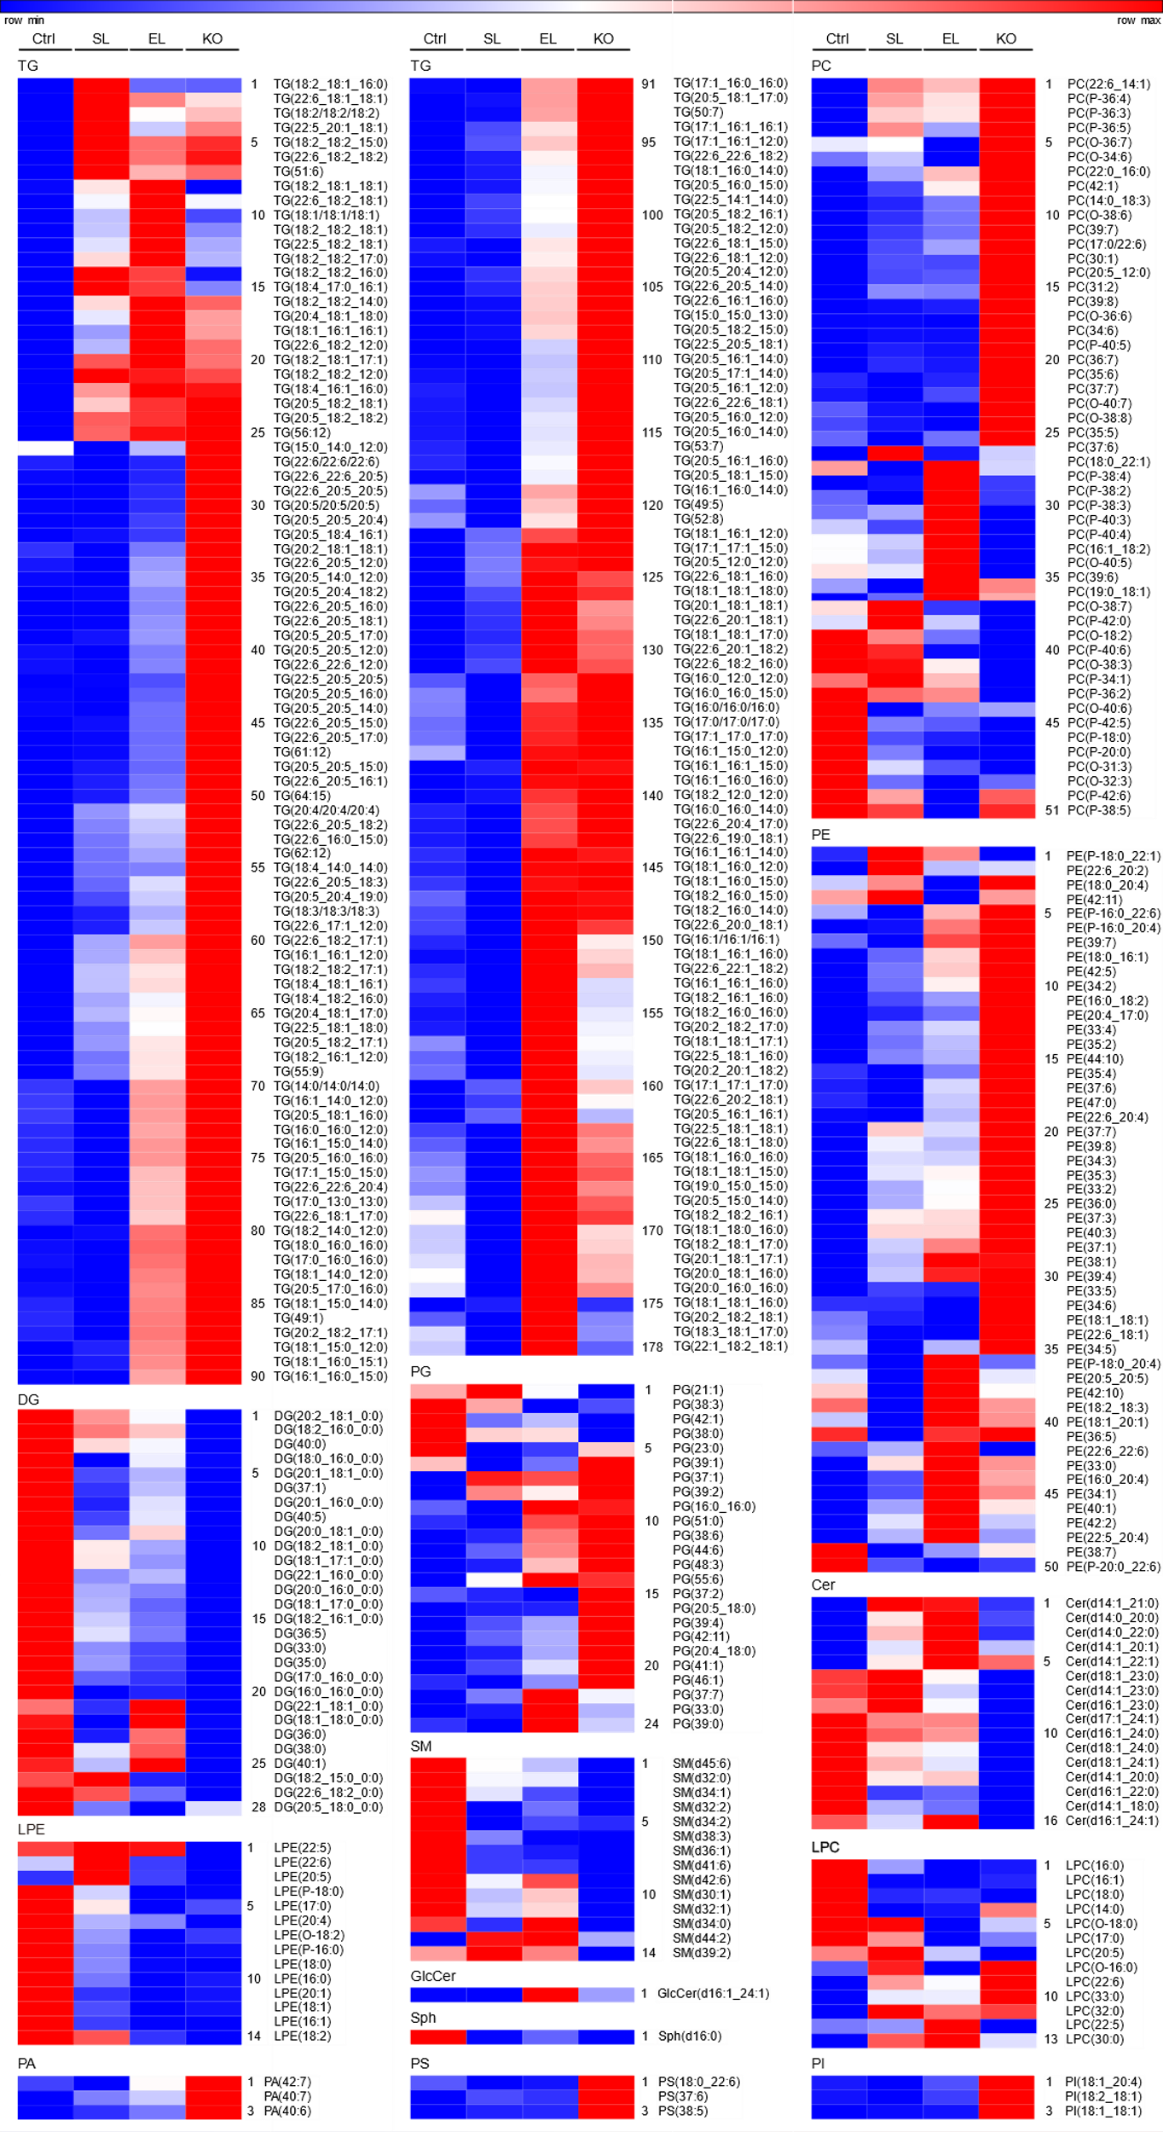 row min
row max
Ctrl SL EL KO
TG
1 TG(18:2_18:1_16:0)
TG(22:6_18:1_18:1)
TG(18:2/18:2/18:2)
TG(22:5_20:1_18:1)
5 TG(18:2_18:2_15:0)
TG(22:6_18:2_18:2)
TG(51:6)
TG(18:2_18:1_18:1)
TG(22:6_18:2_18:1)
10 TG(18:1/18:1/18:1)
TG(18:2_18:2_18:1)
TG(22:5_18:2_18:1)
TG(18:2_18:2_17:0)
TG(18:2_18:2_16:0)
15 TG(18:4_17:0_16:1)
TG(18:2_18:2_14:0)
TG(20:4_18:1_18:0)
TG(18:1_16:1_16:1)
TG(22:6_18:2_12:0)
20 TG(18:2_18:1_17:1)
TG(18:2_18:2_12:0)
TG(18:4_16:1_16:0)
TG(20:5_18:2_18:1)
TG(20:5_18:2_18:2)
25 TG(56:12)
TG(15:0_14:0_12:0)
TG(22:6/22:6/22:6)
TG(22:6_22:6_20:5)
TG(22:6_20:5_20:5)
30 TG(20:5/20:5/20:5)
TG(20:5_20:5_20:4)
TG(20:5_18:4_16:1)
TG(20:2_18:1_18:1)
TG(22:6_20:5_12:0)
35 TG(20:5_14:0_12:0)
TG(20:5_20:4_18:2)
TG(22:6_20:5_16:0)
TG(22:6_20:5_18:1)
TG(20:5_20:5_17:0)
40 TG(20:5_20:5_12:0)
TG(22:6_22:6_12:0)
TG(22:5_20:5_20:5)
TG(20:5_20:5_16:0)
TG(20:5_20:5_14:0)
45 TG(22:6_20:5_15:0)
TG(22:6_20:5_17:0)
TG(61:12)
TG(20:5_20:5_15:0)
TG(22:6_20:5_16:1)
50 TG(64:15)
TG(20:4/20:4/20:4)
TG(22:6_20:5_18:2)
TG(22:6_16:0_15:0)
TG(62:12)
55 TG(18:4_14:0_14:0)
TG(22:6_20:5_18:3)
TG(20:5_20:4_19:0)
TG(18:3/18:3/18:3)
TG(22:6_17:1_12:0)
60 TG(22:6_18:2_17:1)
TG(16:1_16:1_12:0)
TG(18:2_18:2_17:1)
TG(18:4_18:1_16:1)
TG(18:4_18:2_16:0)
65 TG(20:4_18:1_17:0)
TG(22:5_18:1_18:0)
TG(20:5_18:2_17:1)
TG(18:2_16:1_12:0)
TG(55:9)
70 TG(14:0/14:0/14:0)
TG(16:1_14:0_12:0)
TG(20:5_18:1_16:0)
TG(16:0_16:0_12:0)
TG(16:1_15:0_14:0)
75 TG(20:5_16:0_16:0)
TG(17:1_15:0_15:0)
TG(22:6_22:6_20:4)
TG(17:0_13:0_13:0)
TG(22:6_18:1_17:0)
80 TG(18:2_14:0_12:0)
TG(18:0_16:0_16:0)
TG(17:0_16:0_16:0)
TG(18:1_14:0_12:0)
TG(20:5_17:0_16:0)
85 TG(18:1_15:0_14:0)
TG(49:1)
TG(20:2_18:2_17:1)
TG(18:1_15:0_12:0)
TG(18:1_16:0_15:1)
90 TG(16:1_16:0_15:0)
DG
1 DG(20:2_18:1_0:0)
DG(18:2_16:0_0:0)
DG(40:0)
DG(18:0_16:0_0:0)
5 DG(20:1_18:1_0:0)
DG(37:1)
DG(20:1_16:0_0:0)
DG(40:5)
DG(20:0_18:1_0:0)
10 DG(18:2_18:1_0:0)
DG(18:1_17:1_0:0)
DG(22:1_16:0_0:0)
DG(20:0_16:0_0:0)
DG(18:1_17:0_0:0)
15 DG(18:2_16:1_0:0)
DG(36:5)
DG(33:0)
DG(35:0)
DG(17:0_16:0_0:0)
20 DG(16:0_16:0_0:0)
DG(22:1_18:1_0:0)
DG(18:1_18:0_0:0)
DG(36:0)
DG(38:0)
25 DG(40:1)
DG(18:2_15:0_0:0)
DG(22:6_18:2_0:0)
28 DG(20:5_18:0_0:0)
LPE
1 LPE(22:5)
LPE(22:6)
LPE(20:5)
LPE(P-18:0)
5 LPE(17:0)
LPE(20:4)
LPE(O-18:2)
LPE(P-16:0)
LPE(18:0)
10 LPE(16:0)
LPE(20:1)
LPE(18:1)
LPE(16:1)
14 LPE(18:2)
PA
1 PA(42:7)
PA(40:7)
3 PA(40:6)
Ctrl SL EL KO
TG
91 TG(17:1_16:0_16:0)
TG(20:5_18:1_17:0)
TG(50:7)
TG(17:1_16:1_16:1)
95 TG(17:1_16:1_12:0)
TG(22:6_22:6_18:2)
TG(18:1_16:0_14:0)
TG(20:5_16:0_15:0)
TG(22:5_14:1_14:0)
100 TG(20:5_18:2_16:1)
TG(20:5_18:2_12:0)
TG(22:6_18:1_15:0)
TG(22:6_18:1_12:0)
TG(20:5_20:4_12:0)
105 TG(22:6_20:5_14:0)
TG(22:6_16:1_16:0)
TG(15:0_15:0_13:0)
TG(20:5_18:2_15:0)
TG(22:5_20:5_18:1)
110 TG(20:5_16:1_14:0)
TG(20:5_17:1_14:0)
TG(20:5_16:1_12:0)
TG(22:6_22:6_18:1)
TG(20:5_16:0_12:0)
115 TG(20:5_16:0_14:0)
TG(53:7)
TG(20:5_16:1_16:0)
TG(20:5_18:1_15:0)
TG(16:1_16:0_14:0)
120 TG(49:5)
TG(52:8)
TG(18:1_16:1_12:0)
TG(17:1_17:1_15:0)
TG(20:5_12:0_12:0)
125 TG(22:6_18:1_16:0)
TG(18:1_18:1_18:0)
TG(20:1_18:1_18:1)
TG(22:6_20:1_18:1)
TG(18:1_18:1_17:0)
130 TG(22:6_20:1_18:2)
TG(22:6_18:2_16:0)
TG(16:0_12:0_12:0)
TG(16:0_16:0_15:0)
TG(16:0/16:0/16:0)
135 TG(17:0/17:0/17:0)
TG(17:1_17:0_17:0)
TG(16:1_15:0_12:0)
TG(16:1_16:1_15:0)
TG(16:1_16:0_16:0)
140 TG(18:2_12:0_12:0)
TG(16:0_16:0_14:0)
TG(22:6_20:4_17:0)
TG(22:6_19:0_18:1)
TG(16:1_16:1_14:0)
145 TG(18:1_16:0_12:0)
TG(18:1_16:0_15:0)
TG(18:2_16:0_15:0)
TG(18:2_16:0_14:0)
TG(22:6_20:0_18:1)
150 TG(16:1/16:1/16:1)
TG(18:1_16:1_16:0)
TG(22:6_22:1_18:2)
TG(16:1_16:1_16:0)
TG(18:2_16:1_16:0)
155 TG(18:2_16:0_16:0)
TG(20:2_18:2_17:0)
TG(18:1_18:1_17:1)
TG(22:5_18:1_16:0)
TG(20:2_20:1_18:2)
160 TG(17:1_17:1_17:0)
TG(22:6_20:2_18:1)
TG(20:5_16:1_16:1)
TG(22:5_18:1_18:1)
TG(22:6_18:1_18:0)
165 TG(18:1_16:0_16:0)
TG(18:1_18:1_15:0)
TG(19:0_15:0_15:0)
TG(20:5_15:0_14:0)
TG(18:2_18:2_16:1)
170 TG(18:1_18:0_16:0)
TG(18:2_18:1_17:0)
TG(20:1_18:1_17:1)
TG(20:0_18:1_16:0)
TG(20:0_16:0_16:0)
175 TG(18:1_18:1_16:0)
TG(20:2_18:2_18:1)
TG(18:3_18:1_17:0)
178 TG(22:1_18:2_18:1)
PG
1 PG(21:1)
PG(38:3)
PG(42:1)
PG(38:0)
5 PG(23:0)
PG(39:1)
PG(37:1)
PG(39:2)
PG(16:0_16:0)
10 PG(51:0)
PG(38:6)
PG(44:6)
PG(48:3)
PG(55:6)
15 PG(37:2)
PG(20:5_18:0)
PG(39:4)
PG(42:11)
PG(20:4_18:0)
20 PG(41:1)
PG(46:1)
PG(37:7)
PG(33:0)
24 PG(39:0)
SM
1 SM(d45:6)
SM(d32:0)
SM(d34:1)
SM(d32:2)
5 SM(d34:2)
SM(d38:3)
SM(d36:1)
SM(d41:6)
SM(d42:6)
10 SM(d30:1)
SM(d32:1)
SM(d34:0)
SM(d44:2)
14 SM(d39:2)
GlcCer
1 GlcCer(d16:1_24:1)
Sph
1 Sph(d16:0)
PS
1 PS(18:0_22:6)
PS(37:6)
3 PS(38:5)
Ctrl SL EL KO
PC
1 PC(22:6_14:1)
PC(P-36:4)
PC(P-36:3)
PC(P-36:5)
5 PC(O-36:7)
PC(O-34:6)
PC(22:0_16:0)
PC(42:1)
PC(14:0_18:3)
10 PC(O-38:6)
PC(39:7)
PC(17:0/22:6)
PC(30:1)
PC(20:5_12:0)
15 PC(31:2)
PC(39:8)
PC(O-36:6)
PC(34:6)
PC(P-40:5)
20 PC(36:7)
PC(35:6)
PC(37:7)
PC(O-40:7)
PC(O-38:8)
25 PC(35:5)
PC(37:6)
PC(18:0_22:1)
PC(P-38:4)
PC(P-38:2)
30 PC(P-38:3)
PC(P-40:3)
PC(P-40:4)
PC(16:1_18:2)
PC(O-40:5)
35 PC(39:6)
PC(19:0_18:1)
PC(O-38:7)
PC(P-42:0)
PC(O-18:2)
40 PC(P-40:6)
PC(O-38:3)
PC(P-34:1)
PC(P-36:2)
PC(O-40:6)
45 PC(P-42:5)
PC(P-18:0)
PC(P-20:0)
PC(O-31:3)
PC(O-32:3)
PC(P-42:6)
51 PC(P-38:5)
PE
1 PE(P-18:0_22:1)
PE(22:6_20:2)
PE(18:0_20:4)
PE(42:11)
5 PE(P-16:0_22:6)
PE(P-16:0_20:4)
PE(39:7)
PE(18:0_16:1)
PE(42:5)
10 PE(34:2)
PE(16:0_18:2)
PE(20:4_17:0)
PE(33:4)
PE(35:2)
15 PE(44:10)
PE(35:4)
PE(37:6)
PE(47:0)
PE(22:6_20:4)
20 PE(37:7)
PE(39:8)
PE(34:3)
PE(35:3)
PE(33:2)
25 PE(36:0)
PE(37:3)
PE(40:3)
PE(37:1)
PE(38:1)
30 PE(39:4)
PE(33:5)
PE(34:6)
PE(18:1_18:1)
PE(22:6_18:1)
35 PE(34:5)
PE(P-18:0_20:4)
PE(20:5_20:5)
PE(42:10)
PE(18:2_18:3)
40 PE(18:1_20:1)
PE(36:5)
PE(22:6_22:6)
PE(33:0)
PE(16:0_20:4)
45 PE(34:1)
PE(40:1)
PE(42:2)
PE(22:5_20:4)
PE(38:7)
50 PE(P-20:0_22:6)
Cer
1 Cer(d14:1_21:0)
Cer(d14:0_20:0)
Cer(d14:0_22:0)
Cer(d14:1_20:1)
5 Cer(d14:1_22:1)
Cer(d18:1_23:0)
Cer(d14:1_23:0)
Cer(d16:1_23:0)
Cer(d17:1_24:1)
10 Cer(d16:1_24:0)
Cer(d18:1_24:0)
Cer(d18:1_24:1)
Cer(d14:1_20:0)
Cer(d16:1_22:0)
Cer(d14:1_18:0)
16 Cer(d16:1_24:1)
LPC
1 LPC(16:0)
LPC(16:1)
LPC(18:0)
LPC(14:0)
5 LPC(O-18:0)
LPC(17:0)
LPC(20:5)
LPC(O-16:0)
LPC(22:6)
10 LPC(33:0)
LPC(32:0)
LPC(22:5)
13 LPC(30:0)
PI
1 PI(18:1_20:4)
PI(18:2_18:1)
3 PI(18:1_18:1)